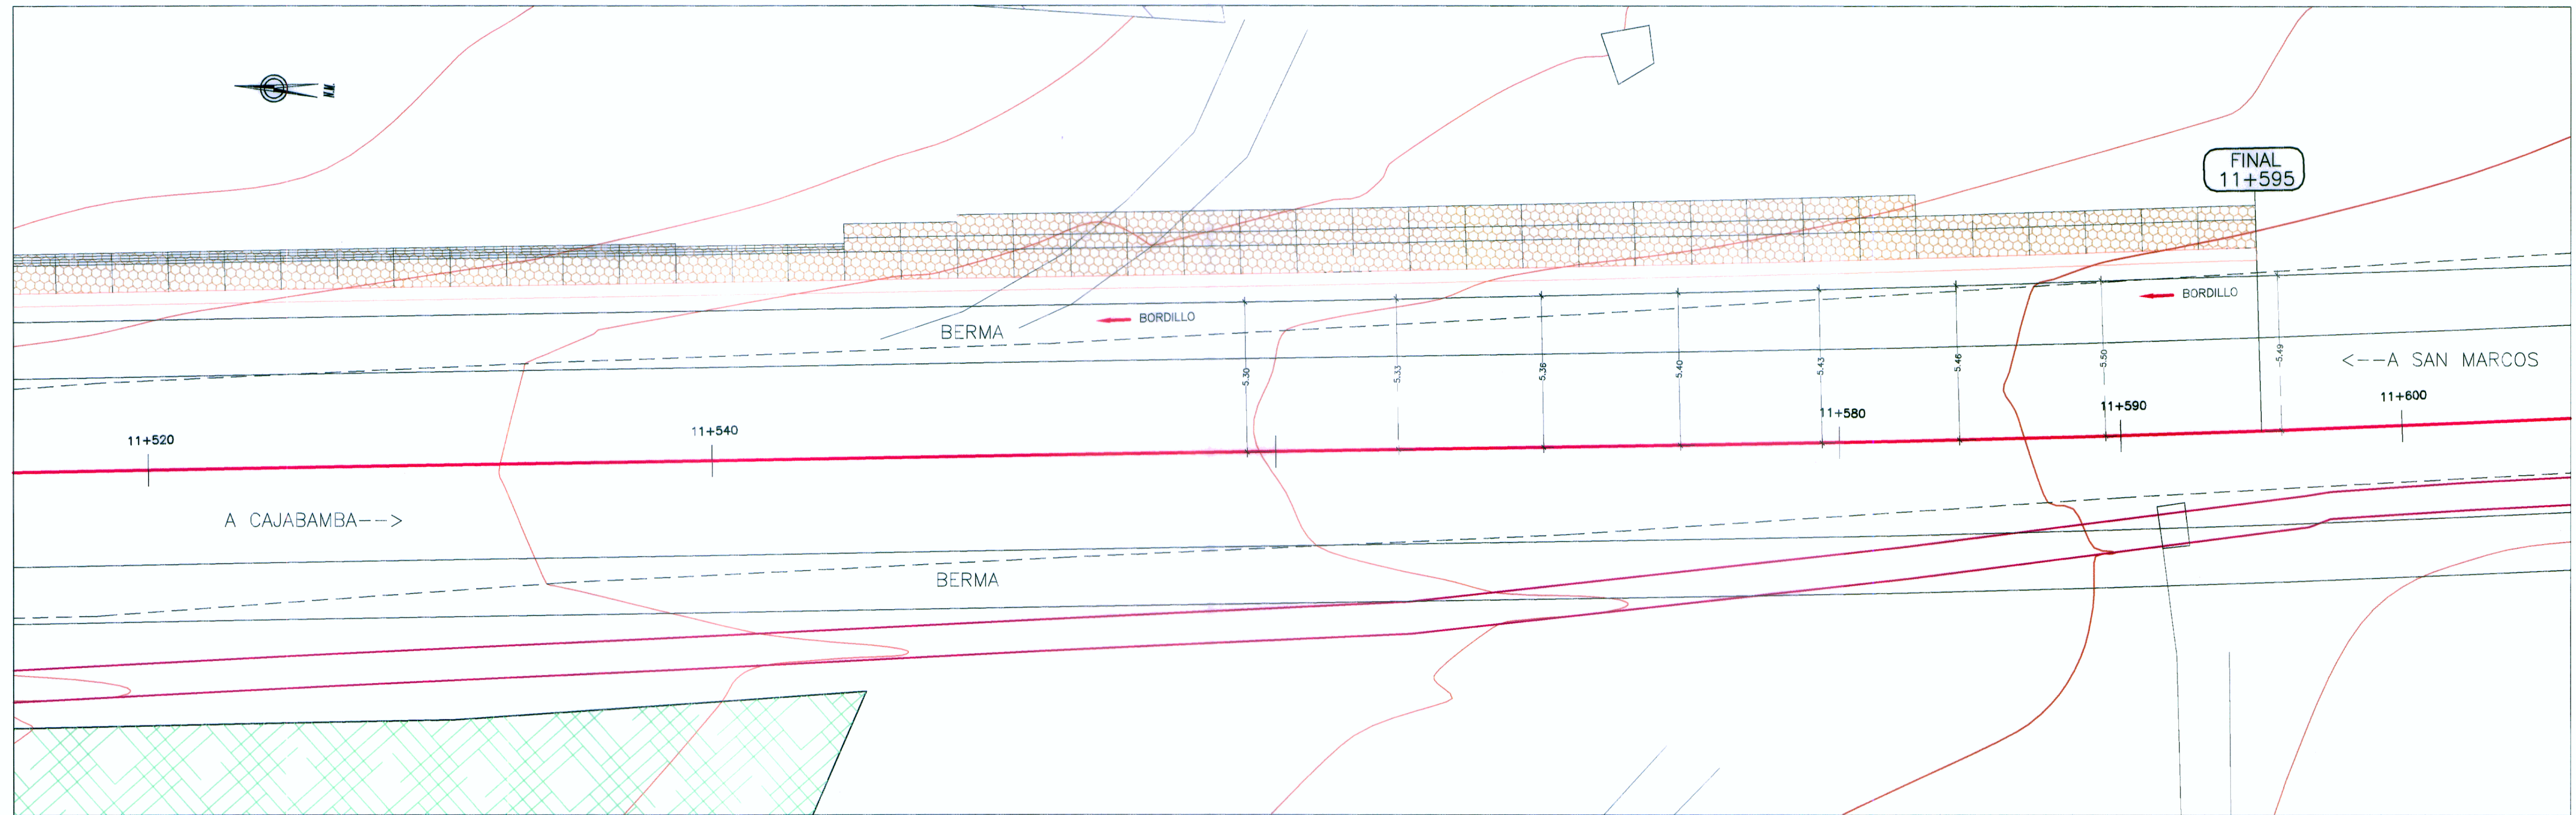 N.M.
FINAL
11+595
BORDILLO
BORDILLO
BERMA
<--A SAN MARCOS
5.30
5.33
5.36
5.40
5.43
5.46
5.50
5.49
11+520
11+540
11+580
11+590
11+600
A CAJABAMBA-->
BERMA